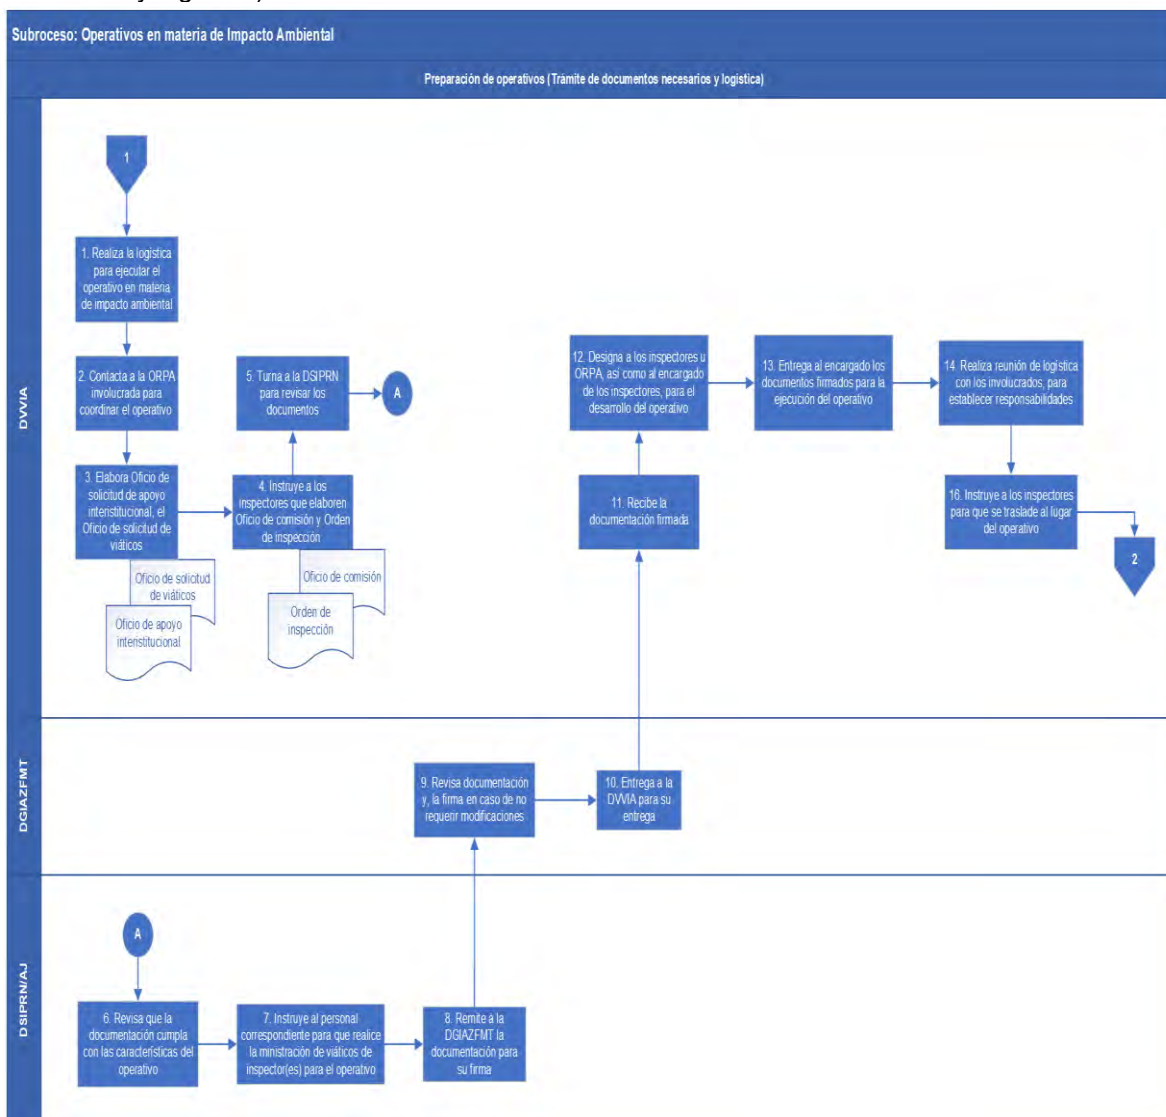 Subroceso: Operativos en materia de Impacto Ambiental
Preparación de operativos (Trámite de documentos necesarios y logística)
DVVIA
1
1. Realiza la logística
para ejecutar el
operativo en materia
de impacto ambiental
2. Contacta a la ORPA
involucrada para
coordinar el operativo
3. Elabora Oficio de
solicitud de apoyo
interistitucional, el
Oficio de solicitud de
viáticos
Oficio de solicitud
de viáticos
Oficio de apoyo
interistitucional
4. Instruye a los
inspectores que elaboren
Oficio de comisión y Orden
de inspección
Oficio de comisión
Orden de
inspección
5. Turna a la DSIPRN
para revisar los
documentos
A
12. Designa a los inspectores u
ORPA, así como al encargado
de los inspectores, para el
desarrollo del operativo
13. Entrega al encargado los
documentos firmados para la
ejecución del operativo
14. Realiza reunión de logística
con los involucrados, para
establecer responsabilidades
11. Recibe la
documentación firmada
16. Instruye a los inspectores
para que se traslade al lugar
del operativo
2
DGIAZFMT
9. Revisa documentación
y, la firma en caso de no
requerir modificaciones
10. Entrega a la
DVVIA para su
entrega
DSIPRN/AJ
A
6. Revisa que la
documentación cumpla
con las características del
operativo
7. Instruye al personal
correspondiente para que realice
la ministración de viáticos de
inspector(es) para el operativo
8. Remite a la
DGIAZFMT la
documentación para
su firma